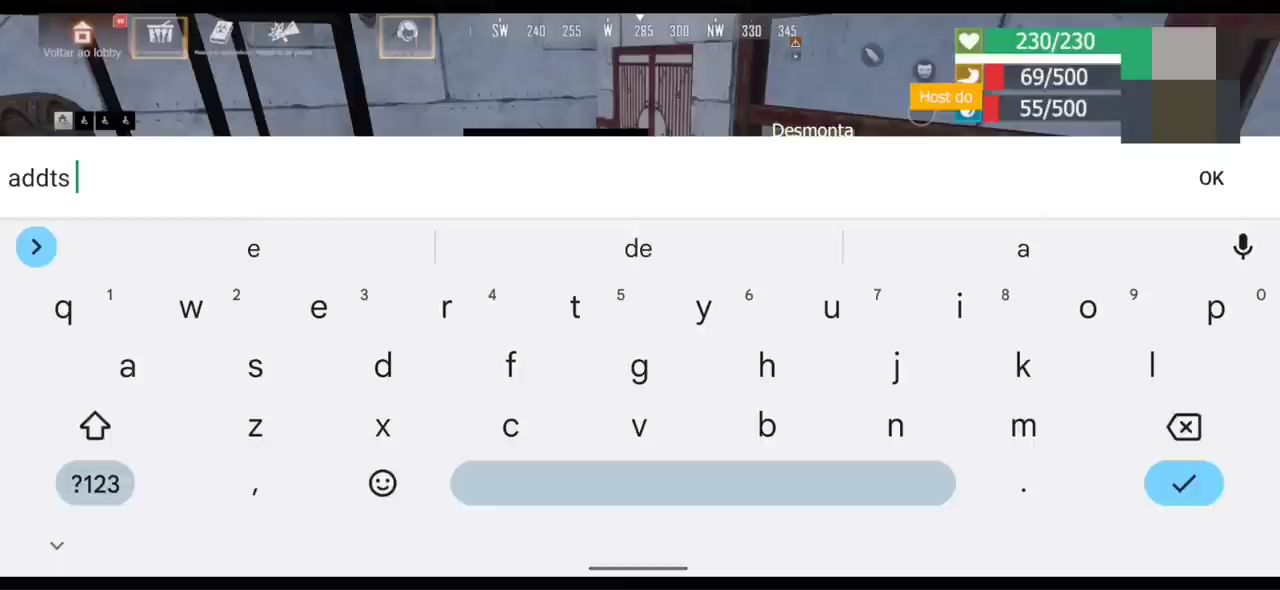 SW 240 255 W 285 300 NW 330 345
Voltar ao lobby
230/230
69/500
Host do
55/500
Desmonta
addts
OK
e de a
q 1 w 2 e 3 r 4 t 5 y 6 u 7 i 8 o 9 p 0
a s d f g h j k l
z x c v b n m
?123 , .